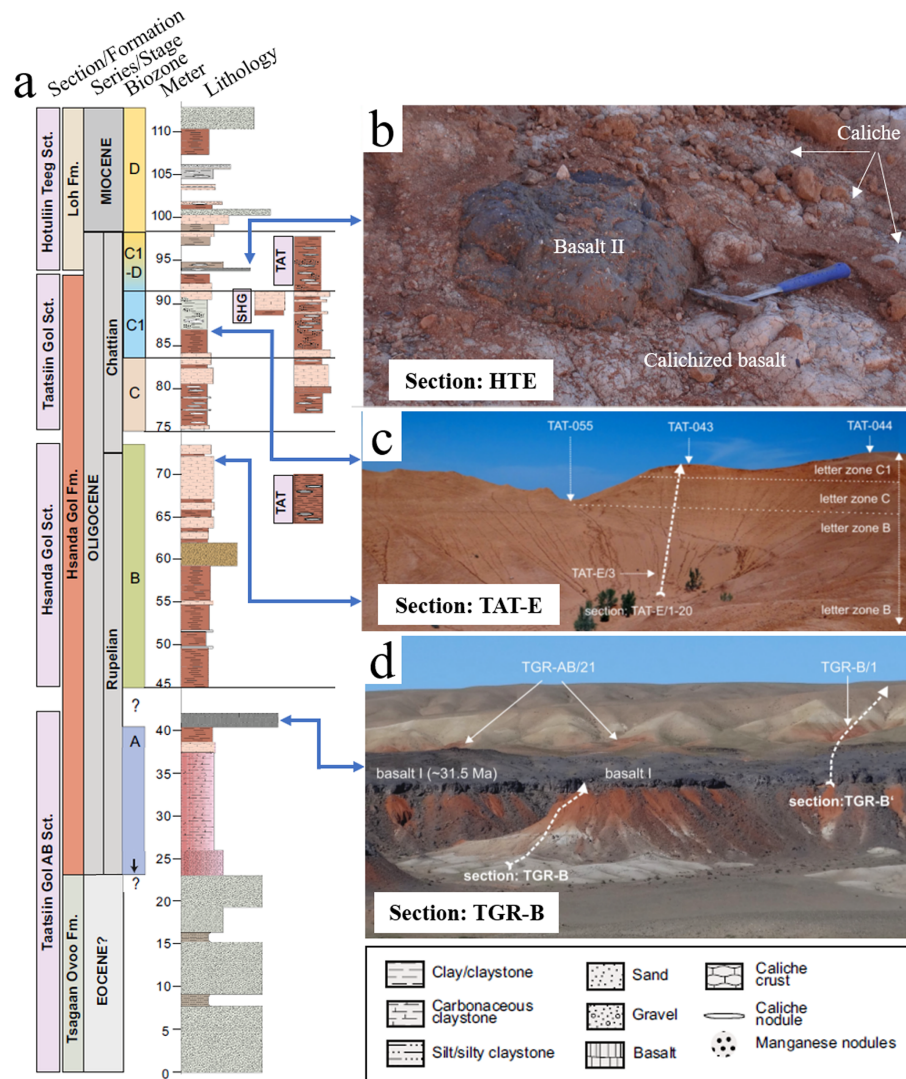 a
Section/Formation
Series/Stage
Biozone
Meter
Lithology
Hotuliin Teeg Sct.
Taatsiin Gol Sct.
Hsanda Gol Sct.
Taatsiin Gol AB Sct.
Loh Fm.
Hsanda Gol Fm.
Tsagaan Ovoo Fm.
MIOCENE
OLIGOCENE
EOCENE?
Chattian
Rupelian
D
C1
-D
C1
C
B
?
A
?
110
105
100
95
90
85
80
75
70
65
60
55
50
45
40
35
30
25
20
15
10
5
0
TAT
SHG
TAT
b
Caliche
Basalt II
Calichized basalt
Section: HTE
c
TAT-055
TAT-043
TAT-044
letter zone C1
letter zone C
letter zone B
TAT-E/3
section: TAT-E/1-20
letter zone B
Section: TAT-E
d
TGR-AB/21
TGR-B/1
basalt I (~31.5 Ma)
basalt I
section:TGR-B'
section: TGR-B
Section: TGR-B
Clay/claystone
Carbonaceous
claystone
Silt/silty claystone
Sand
Gravel
Basalt
Caliche
crust
Caliche
nodule
Manganese nodules